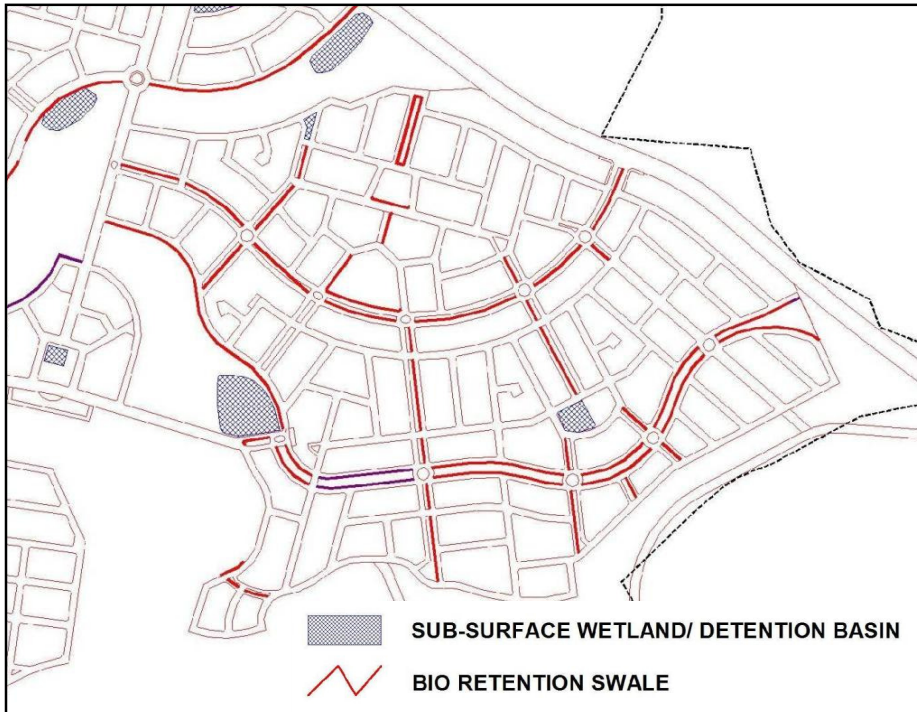 SUB-SURFACE WETLAND/ DETENTION BASIN
BIO RETENTION SWALE